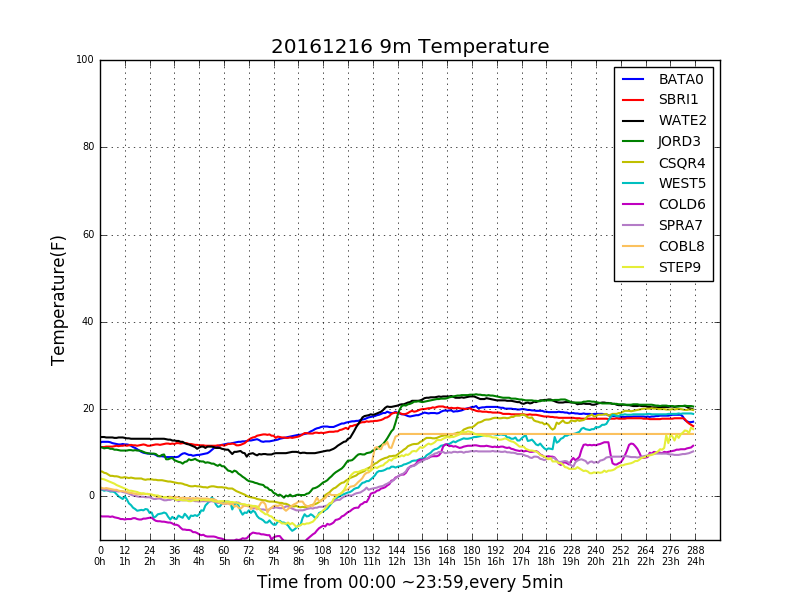 20161216 9m Temperature
100
80
60
40
20
0
Temperature(F)
BATA0
SBRI1
WATE2
JORD3
CSQR4
WEST5
COLD6
SPRA7
COBL8
STEP9
0 12 24 36 48 60 72 84 96 108 120 132 144 156 168 180 192 204 216 228 240 252 264 276 288
0h 1h 2h 3h 4h 5h 6h 7h 8h 9h 10h 11h 12h 13h 14h 15h 16h 17h 18h 19h 20h 21h 22h 23h 24h
Time from 00:00 ~23:59,every 5min